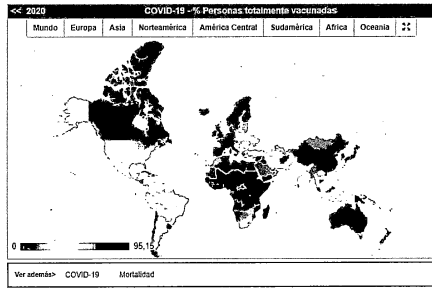 << 2020 COVID-19 - % Personas totalmente vacunadas
Mundo Europa Asia Norteamérica América Central Sudamérica Africa Oceanía
0 95,15
Ver además> COVID-19 Mortalidad